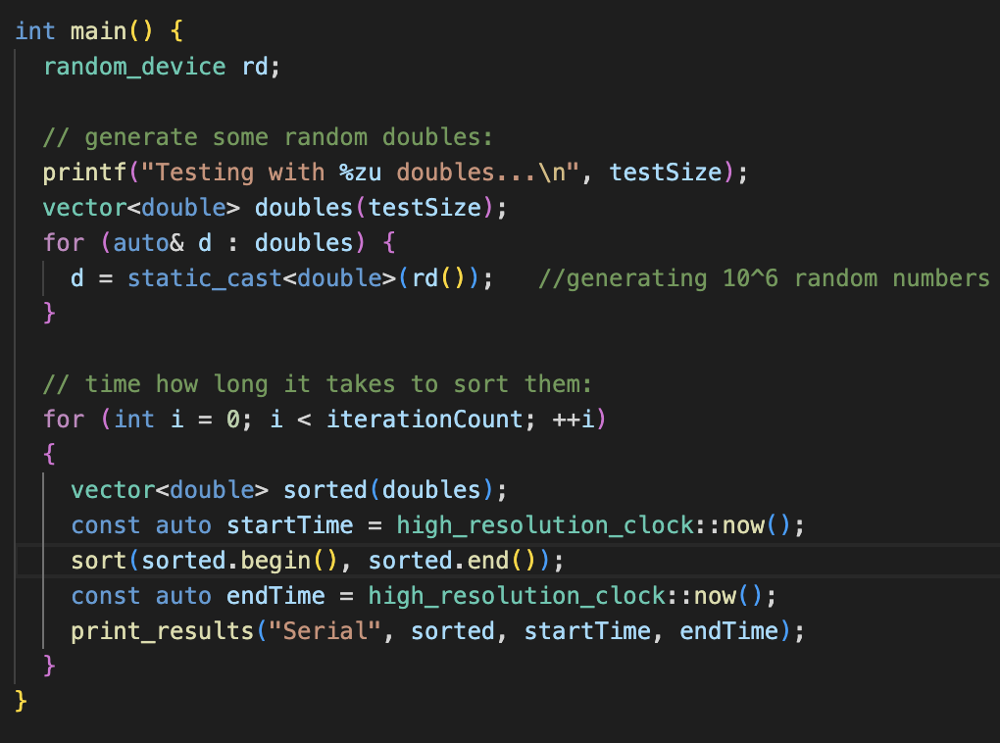 int main() {
random_device rd;
// generate some random doubles:
printf("Testing with %zu doubles...\n", testSize);
vector<double> doubles(testSize);
for (auto& d : doubles) {
d = static_cast<double>(rd());   //generating 10^6 random numbers
}
// time how long it takes to sort them:
for (int i = 0; i < iterationCount; ++i)
{
vector<double> sorted(doubles);
const auto startTime = high_resolution_clock::now();
sort(sorted.begin(), sorted.end());
const auto endTime = high_resolution_clock::now();
print_results("Serial", sorted, startTime, endTime);
}
}